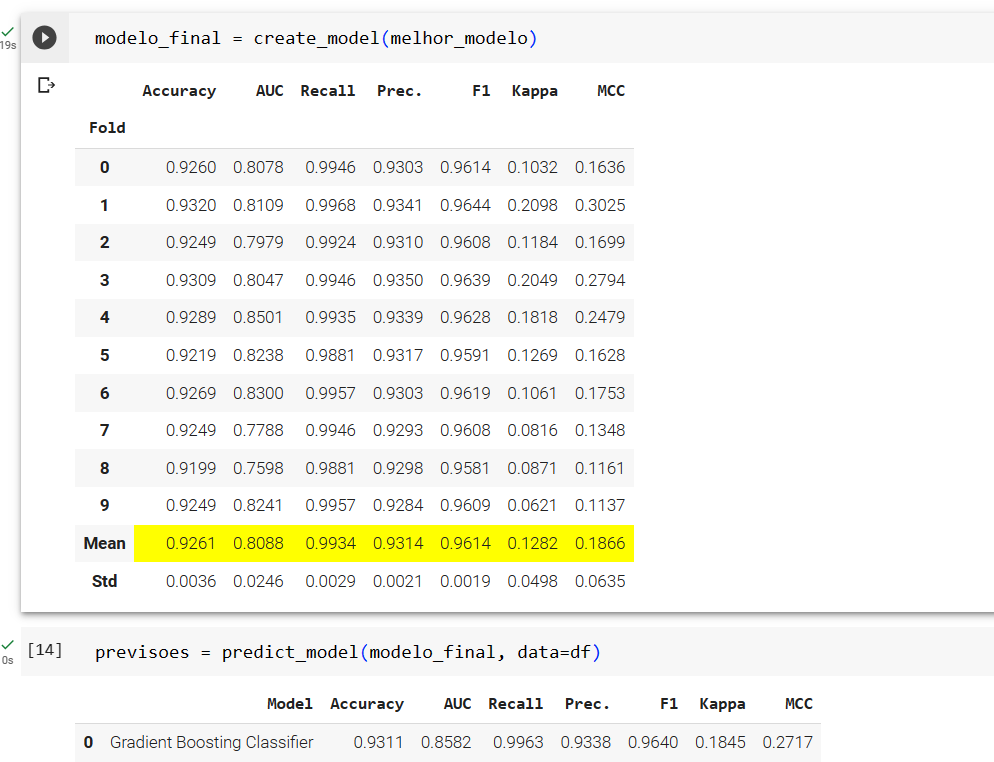 19s
modelo_final = create_model(melhor_modelo)
Accuracy AUC Recall Prec. F1 Kappa MCC
Fold
0 0.9260 0.8078 0.9946 0.9303 0.9614 0.1032 0.1636
1 0.9320 0.8109 0.9968 0.9341 0.9644 0.2098 0.3025
2 0.9249 0.7979 0.9924 0.9310 0.9608 0.1184 0.1699
3 0.9309 0.8047 0.9946 0.9350 0.9639 0.2049 0.2794
4 0.9289 0.8501 0.9935 0.9339 0.9628 0.1818 0.2479
5 0.9219 0.8238 0.9881 0.9317 0.9591 0.1269 0.1628
6 0.9269 0.8300 0.9957 0.9303 0.9619 0.1061 0.1753
7 0.9249 0.7788 0.9946 0.9293 0.9608 0.0816 0.1348
8 0.9199 0.7598 0.9881 0.9298 0.9581 0.0871 0.1161
9 0.9249 0.8241 0.9957 0.9284 0.9609 0.0621 0.1137
Mean 0.9261 0.8088 0.9934 0.9314 0.9614 0.1282 0.1866
Std 0.0036 0.0246 0.0029 0.0021 0.0019 0.0498 0.0635
[14] previsoes = predict_model(modelo_final, data=df)
0s
Model Accuracy AUC Recall Prec. F1 Kappa MCC
0 Gradient Boosting Classifier 0.9311 0.8582 0.9963 0.9338 0.9640 0.1845 0.2717